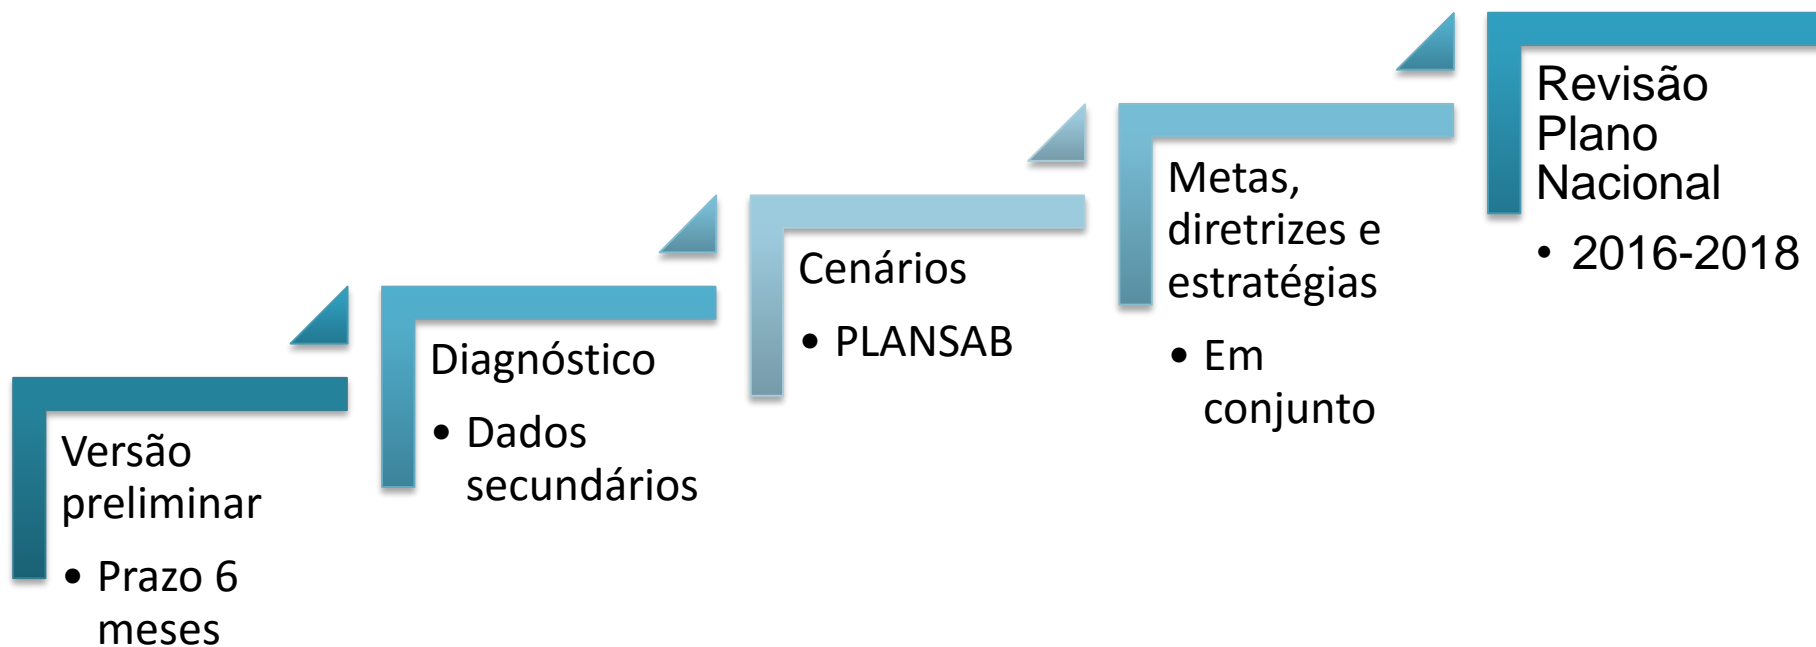 Versão
preliminar
• Prazo 6
meses
Diagnóstico
• Dados
secundários
Cenários
• PLANSAB
Metas,
diretrizes e
estratégias
• Em
conjunto
Revisão
Plano
Nacional
• 2016-2018